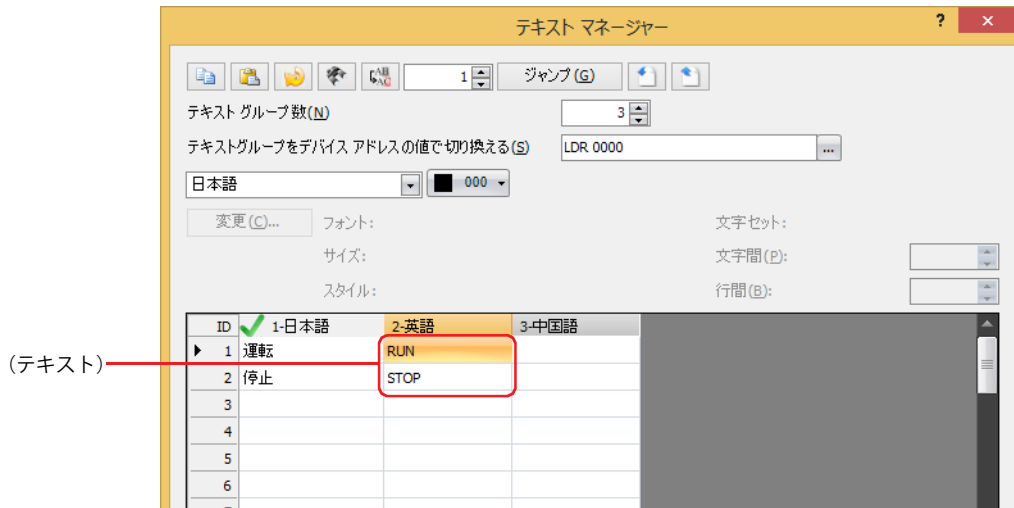 テキスト マネージャー ? ×
1 ジャンプ(G)
テキスト グループ数(N) 3
テキストグループをデバイス アドレスの値で切り換える(S) LDR 0000 ...
日本語 000
変更(C)... フォント: 文字セット:
サイズ: 文字間(P):
スタイル: 行間(B):
ID 1-日本語 2-英語 3-中国語
(テキスト) 1 運転 RUN
2 停止 STOP
3
4
5
6